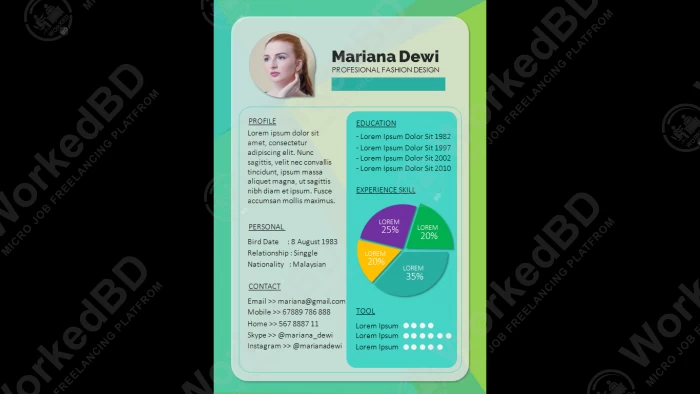 Mariana Dewi
PROFESIONAL FASHION DESIGN
PROFILE
Lorem ipsum dolor sit
amet, consectetur
adipiscing elit. Nunc
sagittis, velit nec convallis
tincidunt, ipsum massa
aliquet magna, ut sagittis
nibh diam et ipsum. Fusce
accumsan mollis maximus.
PERSONAL
Bird Date : 8 August 1983
Relationship : Singgle
Nationality : Malaysian
CONTACT
Email >> mariana@gmail.com
Mobile >> 67889 786 888
Home >> 567 8887 11
Skype >> @mariana_dewi
Instagram >> @marianadewi
EDUCATION
- Lorem Ipsum Dolor Sit 1982
- Lorem Ipsum Dolor Sit 1997
- Lorem Ipsum Dolor Sit 2002
- Lorem Ipsum Dolor Sit 2010
EXPERIENCE SKILL
LOREM
25%
LOREM
20%
LOREM
20%
LOREM
35%
TOOL
Lorem Ipsum
Lorem Ipsum
Lorem Ipsum
WorkedBD
MICRO JOB FREELANCING PLATFROM
WorkedBD
MICRO JOB FREELANCING PLATFROM
WorkedBD
MICRO JOB FREELANCING PLATFROM
WorkedBD
MICRO JOB FREELANCING PLATFROM